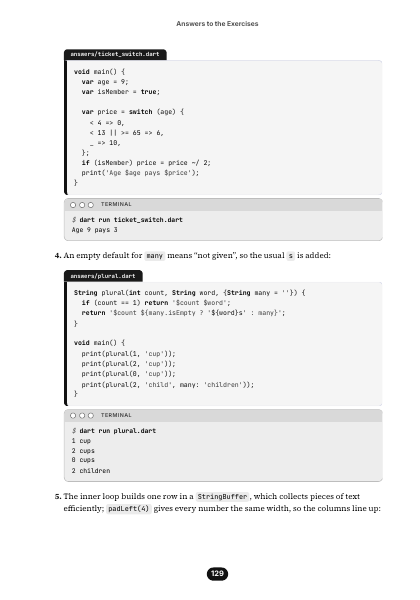 Answers to the Exercises
answers/ticket_switch.dart
void main() {
  var age = 9;
  var isMember = true;

  var price = switch (age) {
    < 4 => 0,
    < 13 || >= 65 => 6,
    _ => 10,
  };
  if (isMember) price = price ~/ 2;
  print('Age $age pays $price');
}
TERMINAL
$ dart run ticket_switch.dart
Age 9 pays 3
4. An empty default for many means “not given”, so the usual s is added:
answers/plural.dart
String plural(int count, String word, {String many = ''}) {
  if (count == 1) return '$count $word';
  return '$count ${many.isEmpty ? '${word}s' : many}';
}

void main() {
  print(plural(1, 'cup'));
  print(plural(2, 'cup'));
  print(plural(0, 'cup'));
  print(plural(2, 'child', many: 'children'));
}
TERMINAL
$ dart run plural.dart
1 cup
2 cups
0 cups
2 children
5. The inner loop builds one row in a StringBuffer, which collects pieces of text
efficiently; padLeft(4) gives every number the same width, so the columns line up:
129